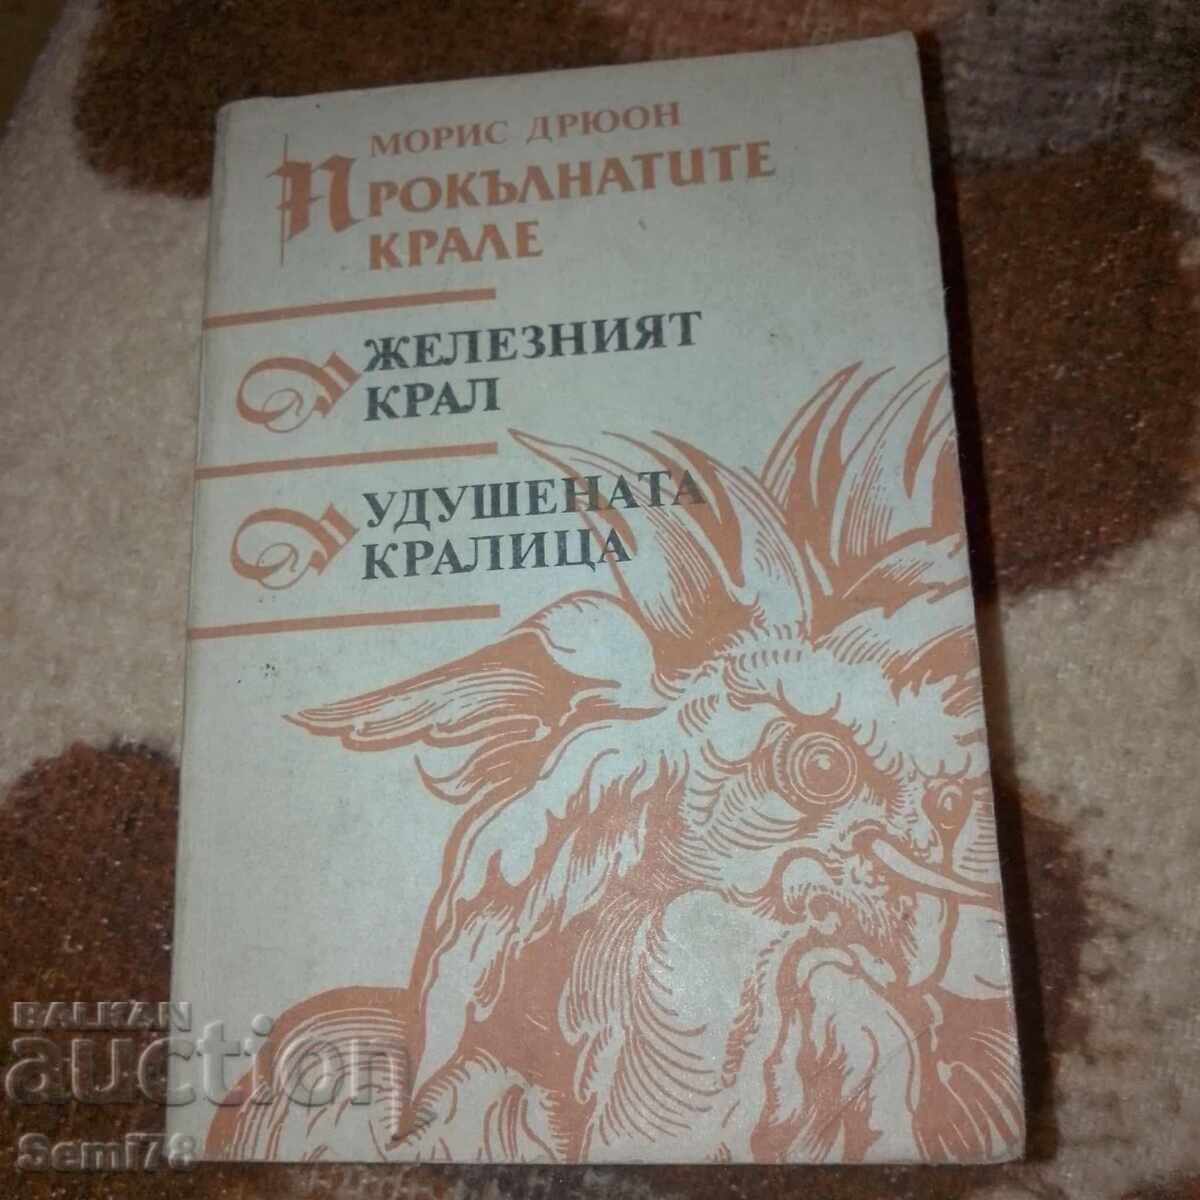 МОРИС ДРЮОН
ПРОКЪЛНАТИТЕ
КРАЛЕ
ЖЕЛЕЗНИЯТ
КРАЛ
УДУШЕНАТА
КРАЛИЦА
BALKAN
auction
Semi78